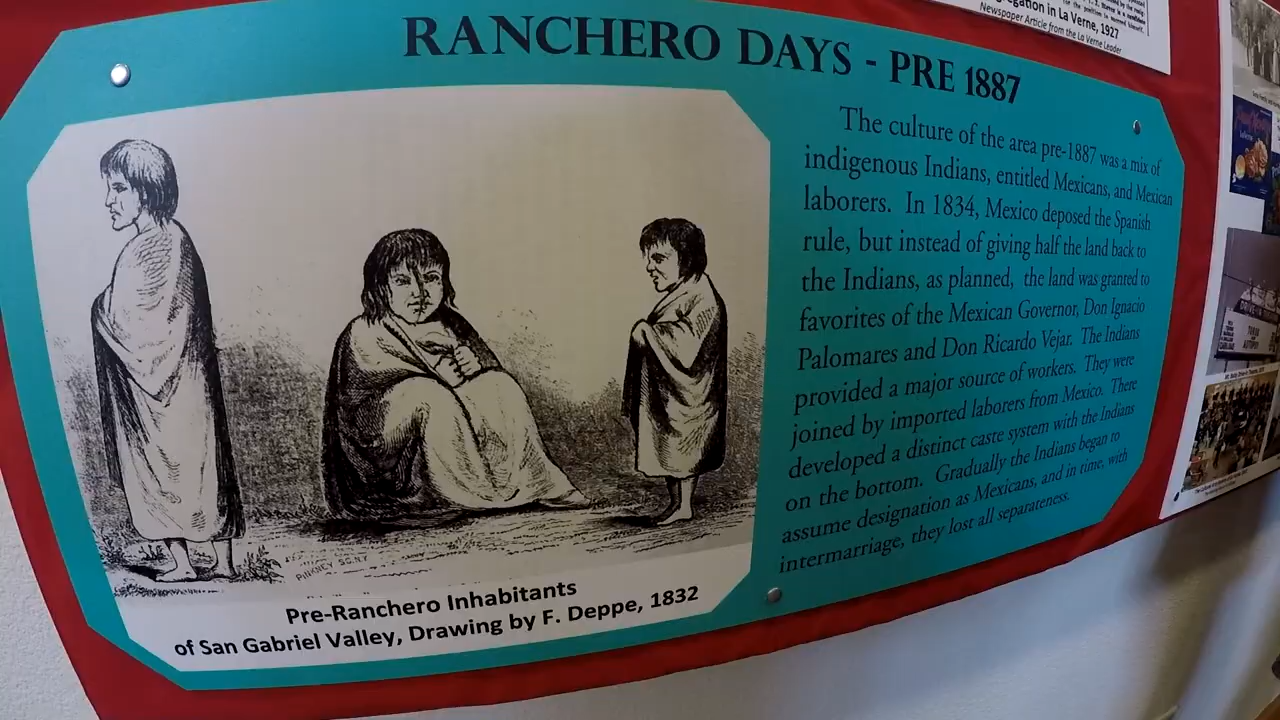 egregation in La Verne, 1927
Newspaper Article from the La Verne Leader
RANCHERO DAYS - PRE 1887
The culture of the area pre-1887 was a mix of
indigenous Indians, entitled Mexicans, and Mexican
laborers. In 1834, Mexico deposed the Spanish
rule, but instead of giving half the land back to
the Indians, as planned, the land was granted to
favorites of the Mexican Governor, Don Ignacio
Palomares and Don Ricardo Vejar. The Indians
provided a major source of workers. They were
joined by imported laborers from Mexico. There
developed a distinct caste system with the Indians
on the bottom. Gradually the Indians began to
assume designation as Mexicans, and in time, with
intermarriage, they lost all separateness.
PINKNEY SC.N.Y
Pre-Ranchero Inhabitants
of San Gabriel Valley, Drawing by F. Deppe, 1832